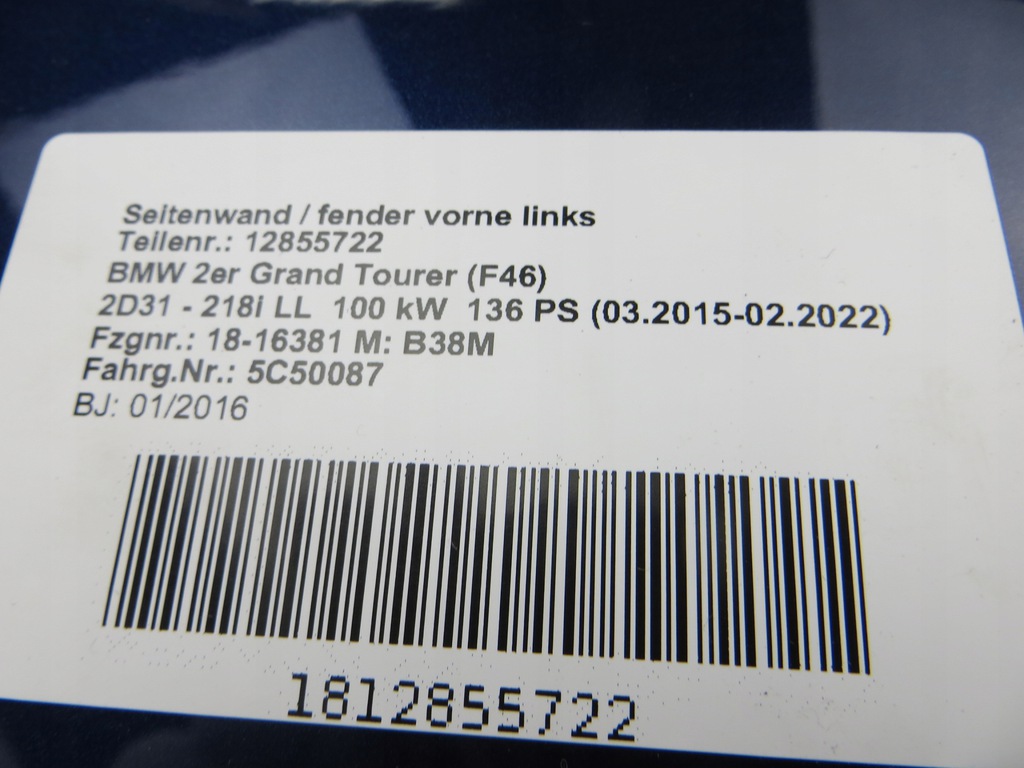 Seitenwand / fender vorne links
Teilenr.: 12855722
BMW 2er Grand Tourer (F46)
2D31 - 218i LL 100 kW 136 PS (03.2015-02.2022)
Fzgnr.: 18-16381 M: B38M
Fahrg.Nr.: 5C50087
BJ: 01/2016
1812855722